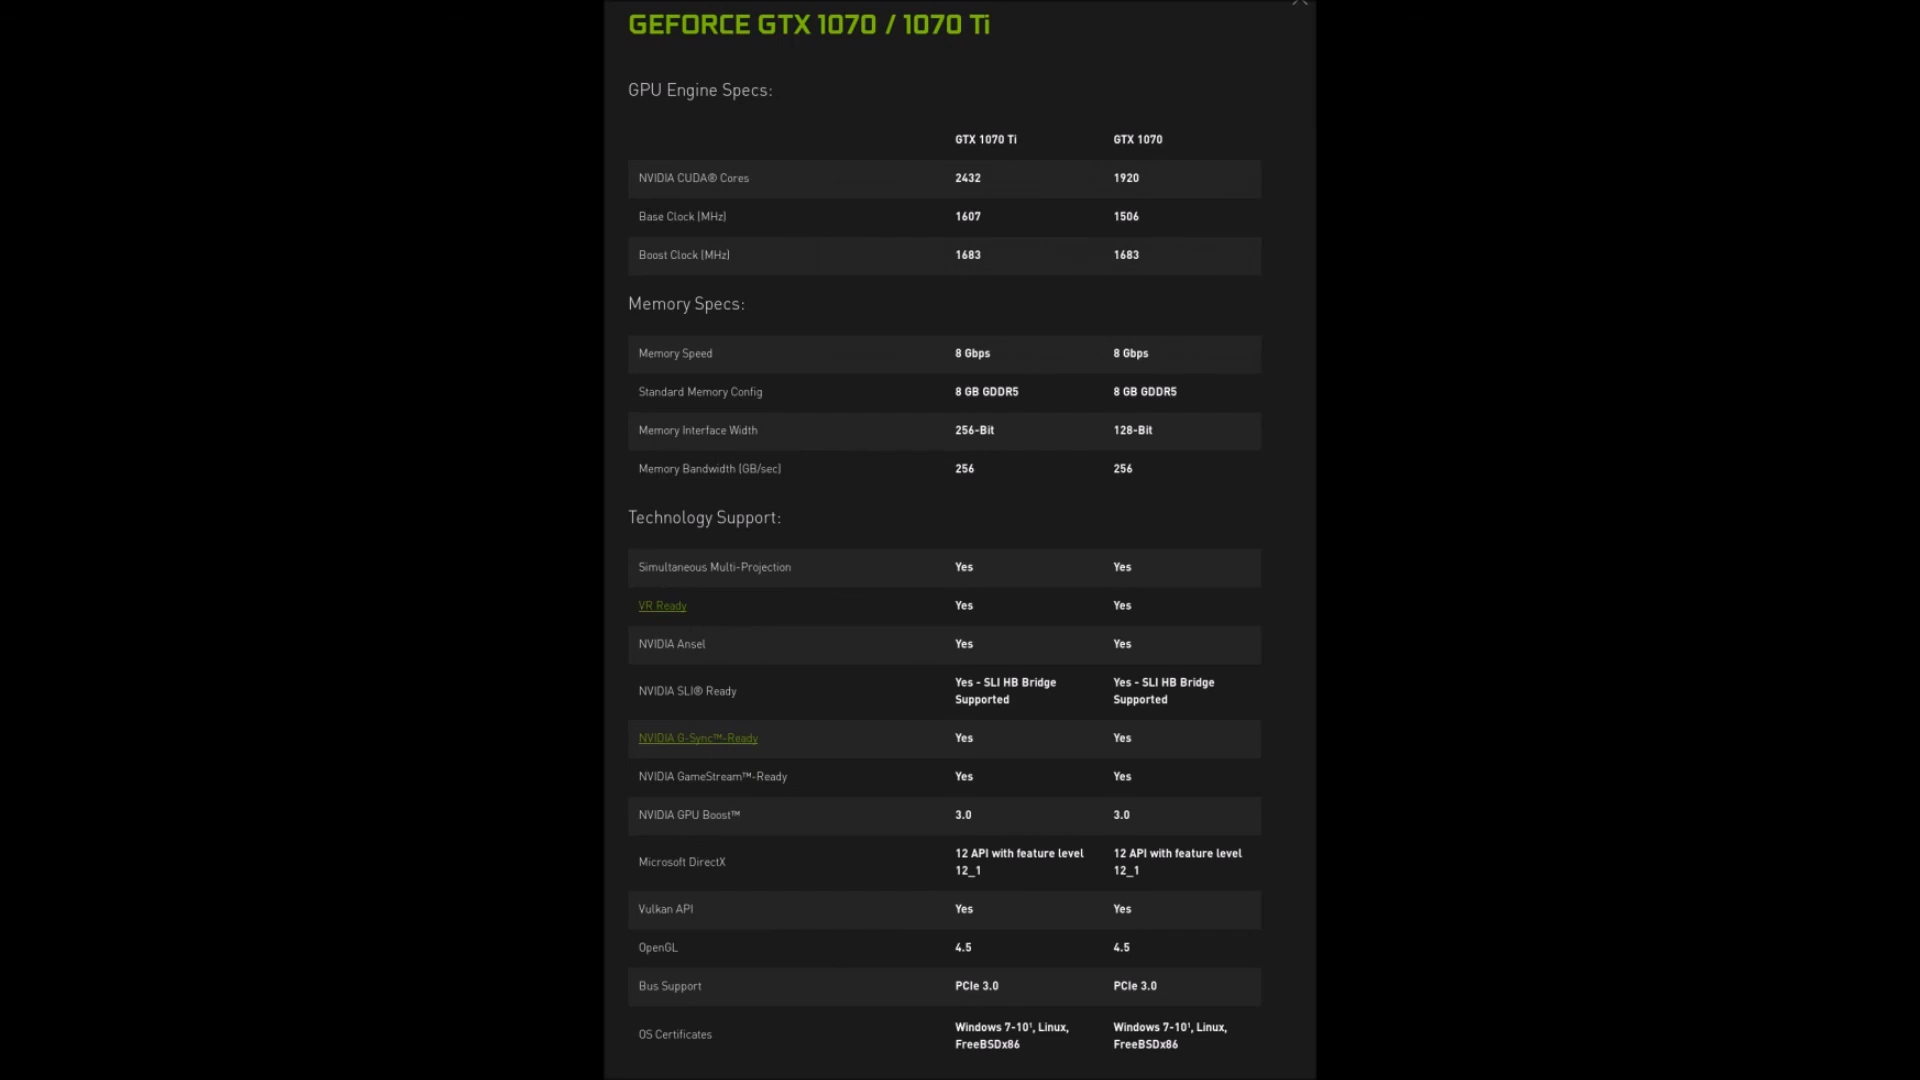 GEFORCE GTX 1070 / 1070 Ti
GPU Engine Specs:
GTX 1070 Ti GTX 1070
NVIDIA CUDA® Cores 2432 1920
Base Clock (MHz) 1607 1506
Boost Clock (MHz) 1683 1683
Memory Specs:
Memory Speed 8 Gbps 8 Gbps
Standard Memory Config 8 GB GDDR5 8 GB GDDR5
Memory Interface Width 256-Bit 128-Bit
Memory Bandwidth (GB/sec) 256 256
Technology Support:
Simultaneous Multi-Projection Yes Yes
VR Ready Yes Yes
NVIDIA Ansel Yes Yes
NVIDIA SLI® Ready Yes - SLI HB Bridge Yes - SLI HB Bridge
Supported Supported
NVIDIA G-Sync™-Ready Yes Yes
NVIDIA GameStream™-Ready Yes Yes
NVIDIA GPU Boost™ 3.0 3.0
Microsoft DirectX 12 API with feature level 12 API with feature level
12_1 12_1
Vulkan API Yes Yes
OpenGL 4.5 4.5
Bus Support PCIe 3.0 PCIe 3.0
OS Certificates Windows 7-10¹, Linux, Windows 7-10¹, Linux,
FreeBSDx86 FreeBSDx86